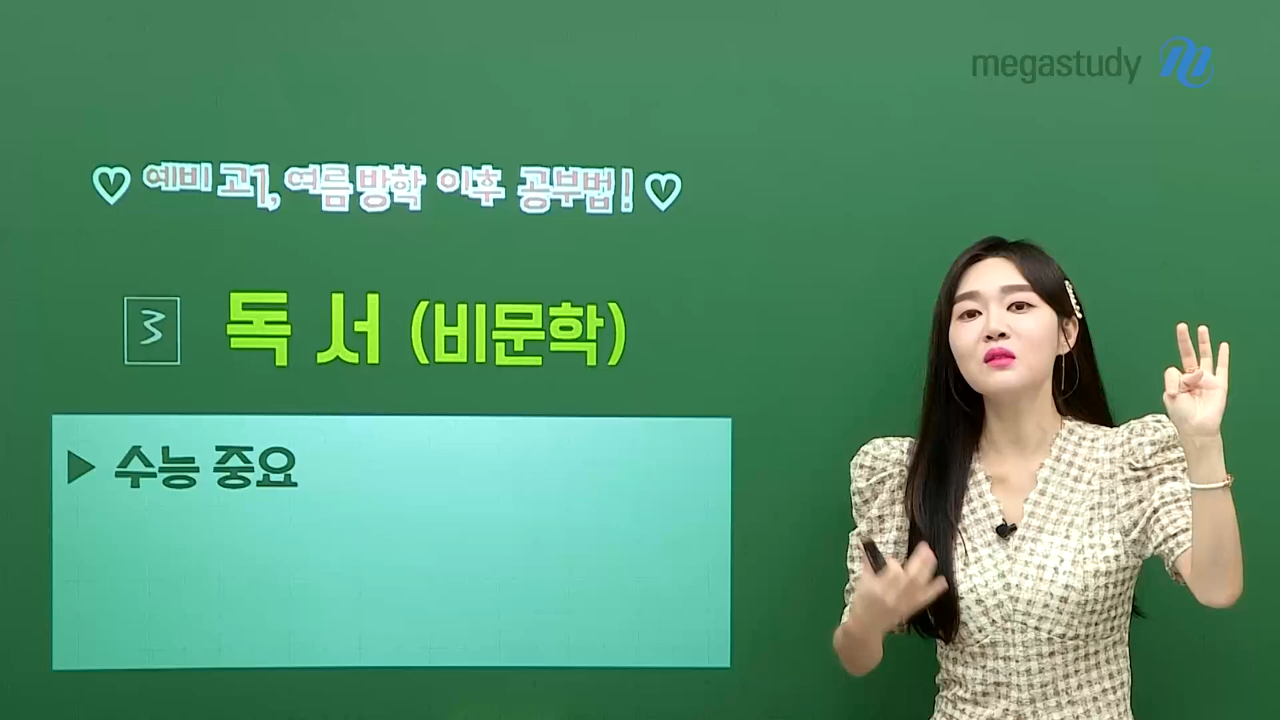 megastudy
♡ 예비 고1, 여름방학 이후 공부법! ♡
3 독서 (비문학)
▶ 수능 중요